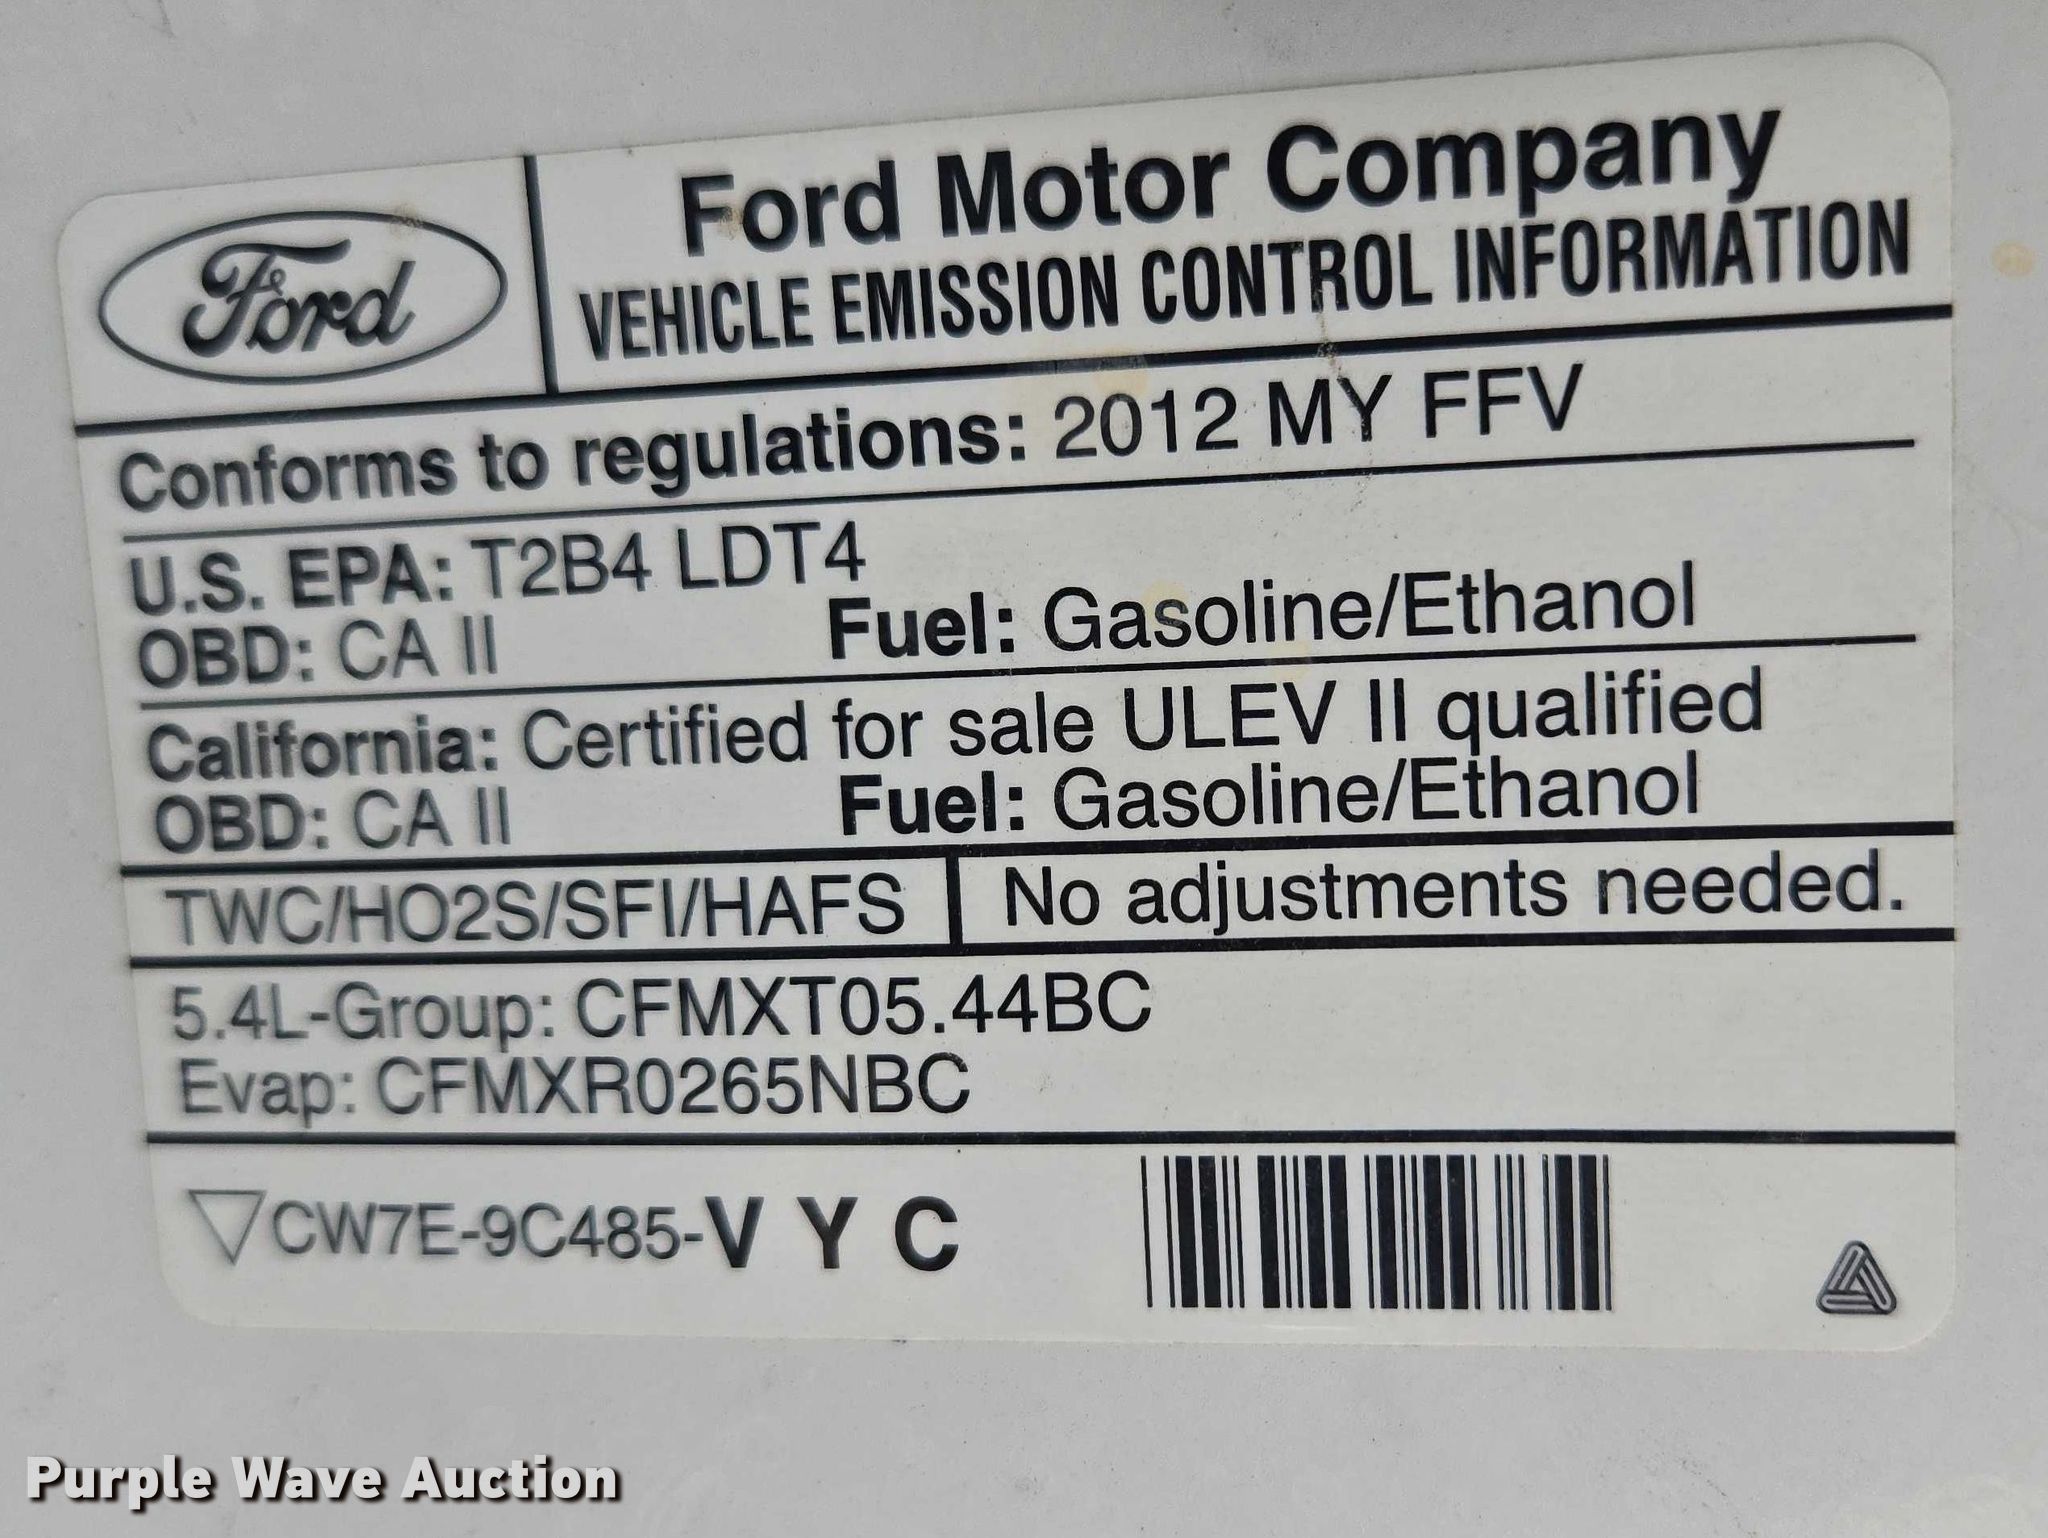 Ford
Ford Motor Company
VEHICLE EMISSION CONTROL INFORMATION
Conforms to regulations: 2012 MY FFV
U.S. EPA: T2B4 LDT4
OBD: CA II Fuel: Gasoline/Ethanol
California: Certified for sale ULEV II qualified
OBD: CA II Fuel: Gasoline/Ethanol
TWC/HO2S/SFI/HAFS No adjustments needed.
5.4L-Group: CFMXT05.44BC
Evap: CFMXR0265NBC
CW7E-9C485-V Y C
Purple Wave Auction